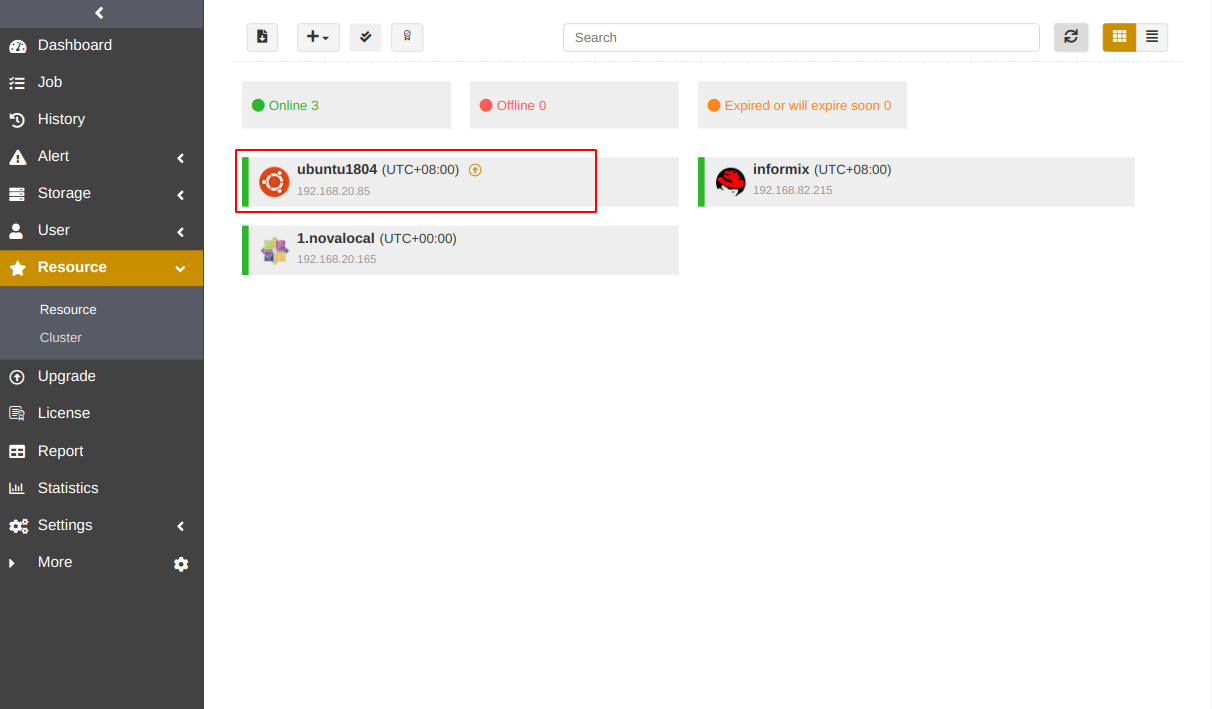 Dashboard
Job
History
Alert
Storage
User
Resource
Resource
Cluster
Upgrade
License
Report
Statistics
Settings
More
Search
Online 3
Offline 0
Expired or will expire soon 0
ubuntu1804 (UTC+08:00)
192.168.20.85
informix (UTC+08:00)
192.168.82.215
1.novalocal (UTC+00:00)
192.168.20.165